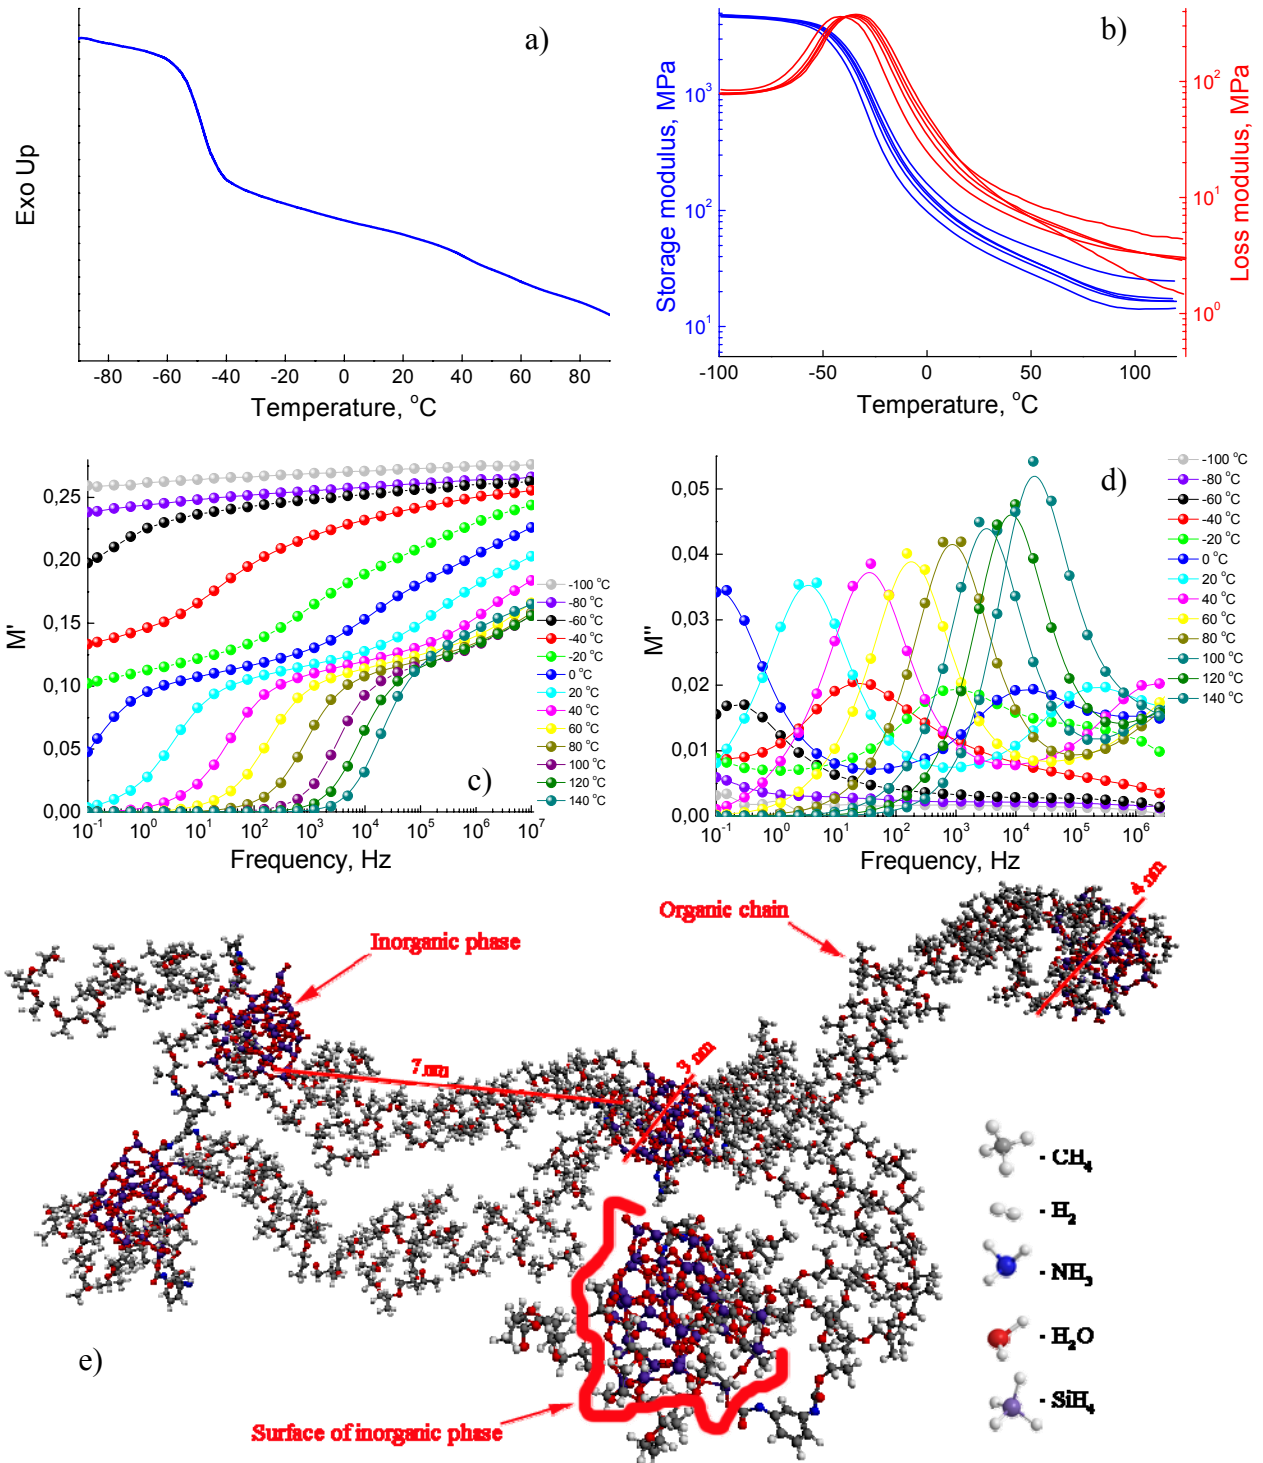 a)
Exo Up
-80 -60 -40 -20 0 20 40 60 80
Temperature, °C
b)
Storage modulus, MPa
10³
10²
10¹
Loss modulus, MPa
10²
10¹
10⁰
-100 -50 0 50 100
Temperature, °C
c)
M'
0,25
0,20
0,15
0,10
0,05
0,00
10⁻¹ 10⁰ 10¹ 10² 10³ 10⁴ 10⁵ 10⁶ 10⁷
Frequency, Hz
-100 °C
-80 °C
-60 °C
-40 °C
-20 °C
0 °C
20 °C
40 °C
60 °C
80 °C
100 °C
120 °C
140 °C
d)
M''
0,05
0,04
0,03
0,02
0,01
0,00
10⁻¹ 10⁰ 10¹ 10² 10³ 10⁴ 10⁵ 10⁶
Frequency, Hz
-100 °C
-80 °C
-60 °C
-40 °C
-20 °C
0 °C
20 °C
40 °C
60 °C
80 °C
100 °C
120 °C
140 °C
Organic chain
4 nm
Inorganic phase
7 nm
3 nm
e)
Surface of inorganic phase
- CH₄
- H₂
- NH₃
- H₂O
- SiH₄